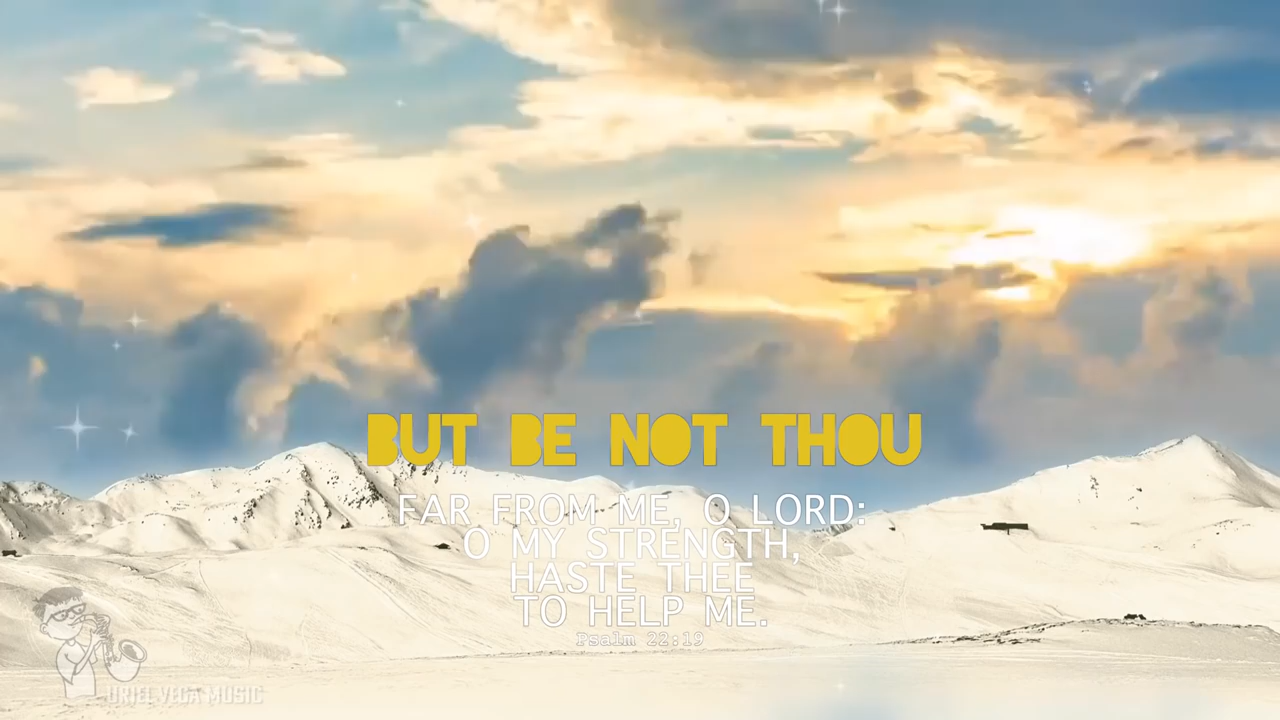 BUT BE NOT THOU
FAR FROM ME, O LORD:
O MY STRENGTH,
HASTE THEE
TO HELP ME.
Psalm 22:19
URIEL VEGA MUSIC